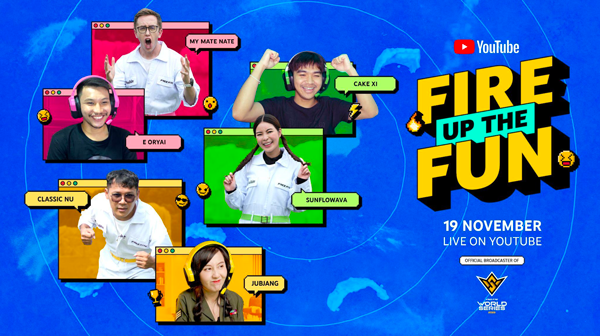 MY MATE NATE
E ORYAI
CAKE XI
SUNFLOWAVA
CLASSIC NU
JUBJANG
YouTube
FIRE
UP THE
FUN
19 NOVEMBER
LIVE ON YOUTUBE
OFFICIAL BROADCASTER OF
WORLD
SERIES